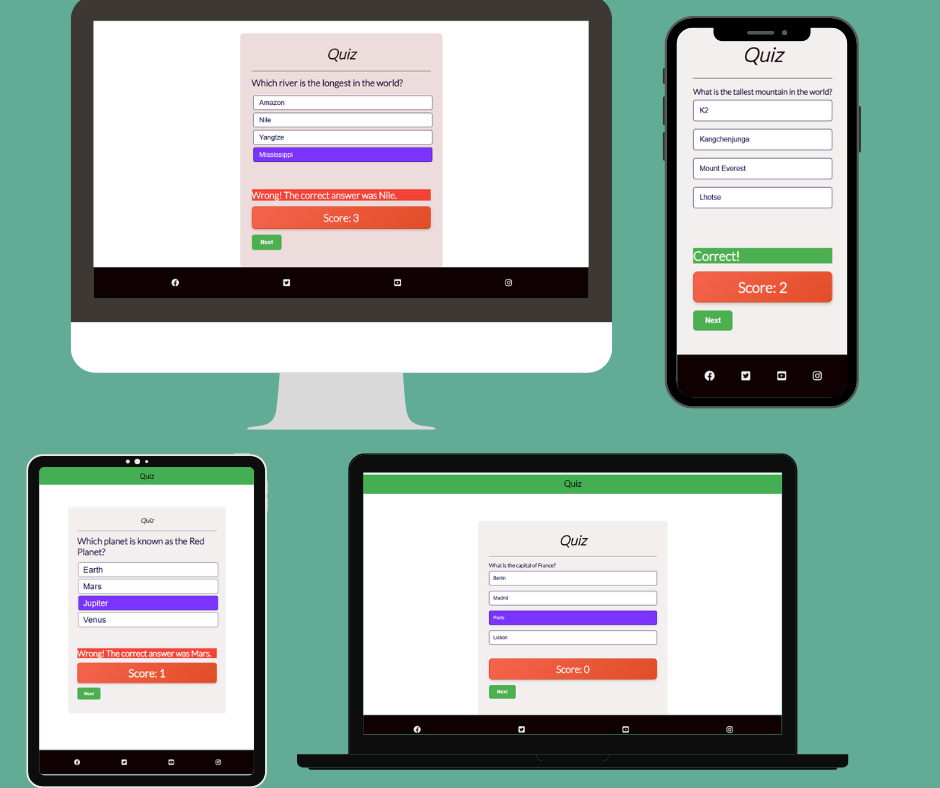 Quiz
Which river is the longest in the world?
Amazon
Nile
Yangtze
Mississippi
Wrong! The correct answer was Nile.
Score: 3
Next
Quiz
What is the tallest mountain in the world?
K2
Kangchenjunga
Mount Everest
Lhotse
Correct!
Score: 2
Next
Quiz
Quiz
Which planet is known as the Red
Planet?
Earth
Mars
Jupiter
Venus
Wrong! The correct answer was Mars.
Score: 1
Next
Quiz
Quiz
What is the capital of France?
Berlin
Madrid
Paris
Lisbon
Score: 0
Next